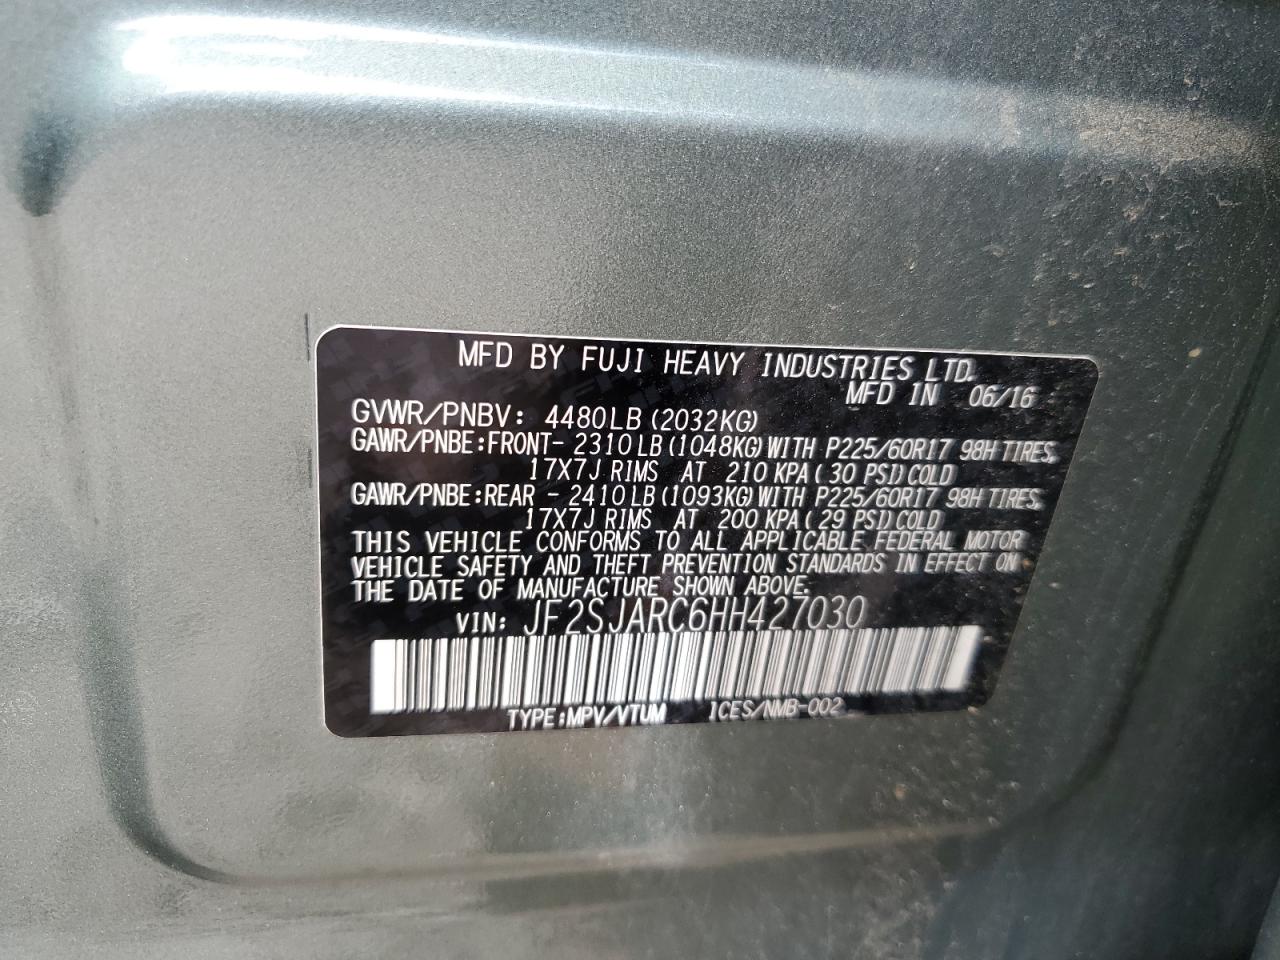 MFD BY FUJI HEAVY INDUSTRIES LTD.
MFD IN 06/16
GVWR/PNBV: 4480LB (2032KG)
GAWR/PNBE:FRONT- 2310LB (1048KG) WITH P225/60R17 98H TIRES,
17X7J RIMS AT 210 KPA (30 PSI) COLD
GAWR/PNBE:REAR - 2410LB (1093KG) WITH P225/60R17 98H TIRES,
17X7J RIMS AT 200 KPA (29 PSI) COLD
THIS VEHICLE CONFORMS TO ALL APPLICABLE FEDERAL MOTOR
VEHICLE SAFETY AND THEFT PREVENTION STANDARDS IN EFFECT ON
THE DATE OF MANUFACTURE SHOWN ABOVE.
VIN: JF2SJARC6HH427030
TYPE:MPV/VTUM ICES/NMB-002